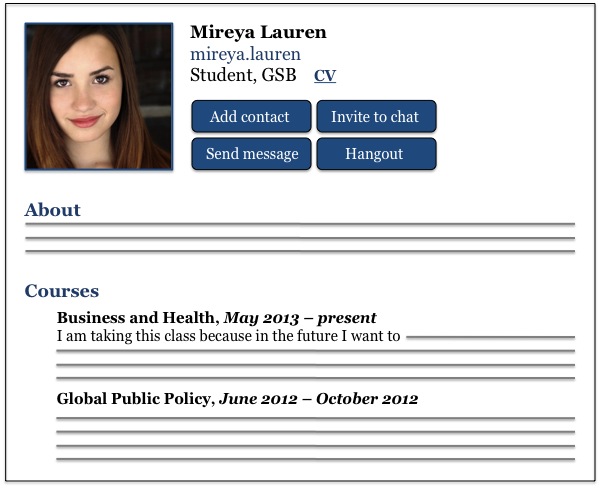 Mireya Lauren
mireya.lauren
Student, GSB CV
Add contact Invite to chat
Send message Hangout
About
Courses
Business and Health, May 2013 – present
I am taking this class because in the future I want to
Global Public Policy, June 2012 – October 2012